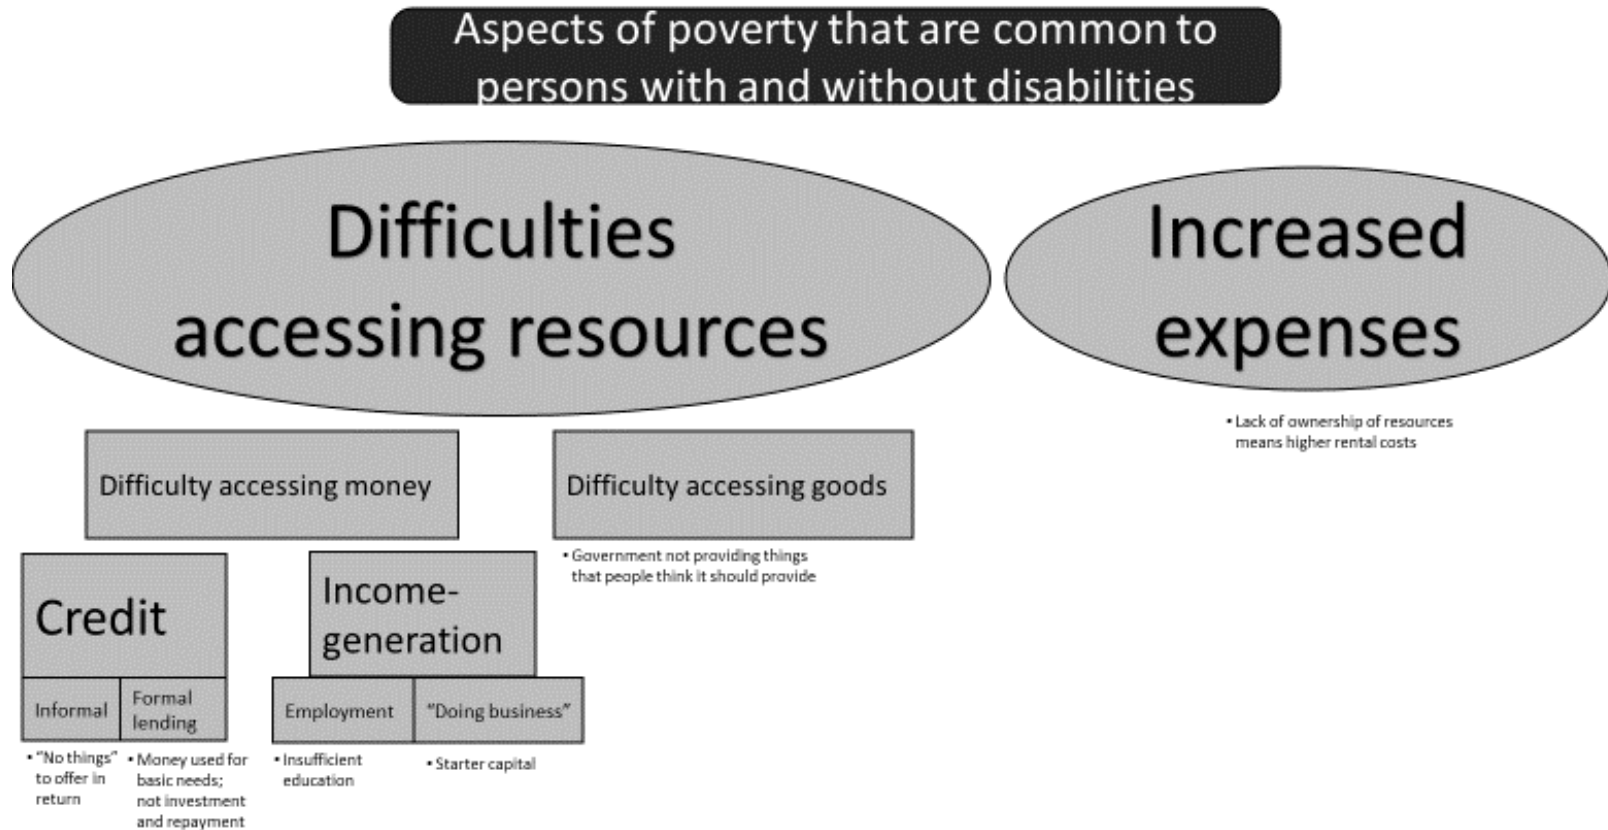 Aspects of poverty that are common to
persons with and without disabilities
Difficulties
accessing resources
Increased
expenses
▪ Lack of ownership of resources
means higher rental costs
Difficulty accessing money
Difficulty accessing goods
▪ Government not providing things
that people think it should provide
Credit
Income-
generation
Informal
Formal
lending
Employment
"Doing business"
▪ "No things"
to offer in
return
▪ Money used for
basic needs;
not investment
and repayment
▪ Insufficient
education
▪ Starter capital